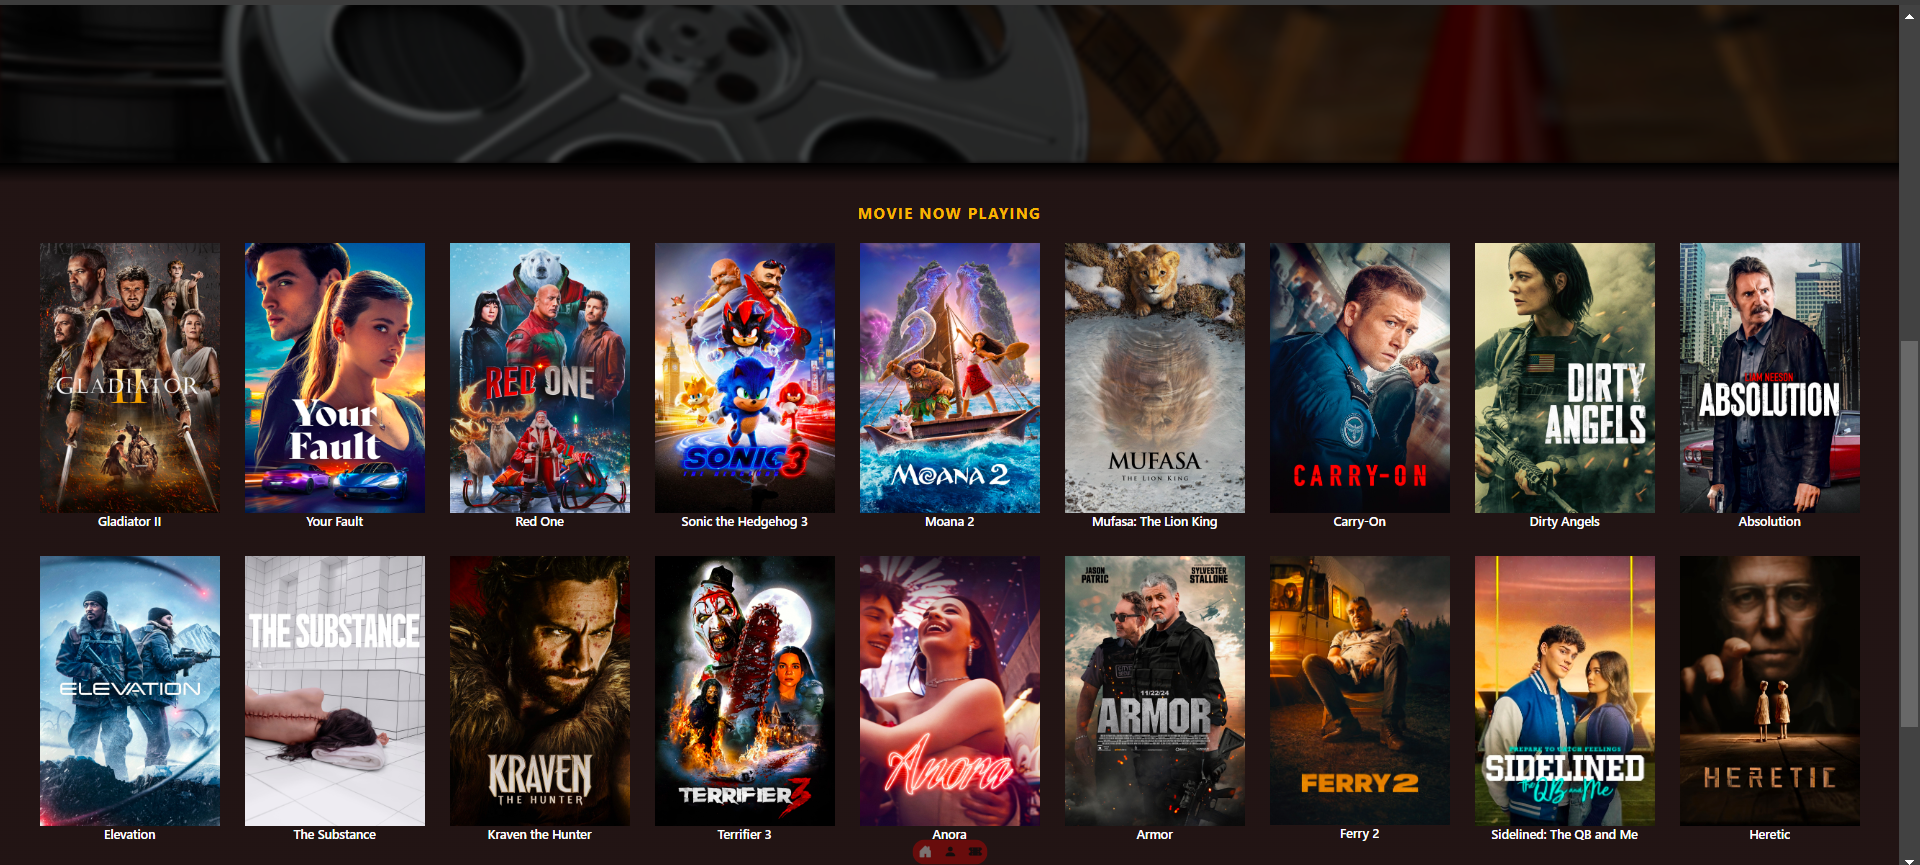 MOVIE NOW PLAYING
GLADIATOR
II
Your
Fault
RED ONE
SONIC 3
MOANA 2
MUFASA
THE LION KING
CARRY-ON
DIRTY
ANGELS
LIAM NEESON
ABSOLUTION
Gladiator II
Your Fault
Red One
Sonic the Hedgehog 3
Moana 2
Mufasa: The Lion King
Carry-On
Dirty Angels
Absolution
ELEVATION
THE SUBSTANCE
KRAVEN
THE HUNTER
TERRIFIER 3
Anora
JASON
PATRIC
SYLVESTER
STALLONE
11/22/24
ARMOR
FERRY 2
PREPARE TO CATCH FEELINGS
SIDELINED
the QB and Me
HERETIC
Elevation
The Substance
Kraven the Hunter
Terrifier 3
Anora
Armor
Ferry 2
Sidelined: The QB and Me
Heretic